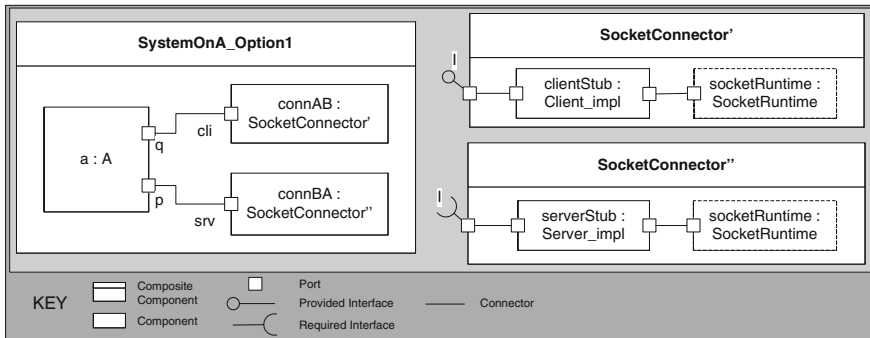 SystemOnA_Option1
a : A
q
cli
p
srv
connAB :
SocketConnector'
connBA :
SocketConnector''
SocketConnector'
I
clientStub :
Client_impl
socketRuntime :
SocketRuntime
SocketConnector''
I
serverStub :
Server_impl
socketRuntime :
SocketRuntime
KEY
Composite
Component
Component
Port
Provided Interface
Required Interface
Connector